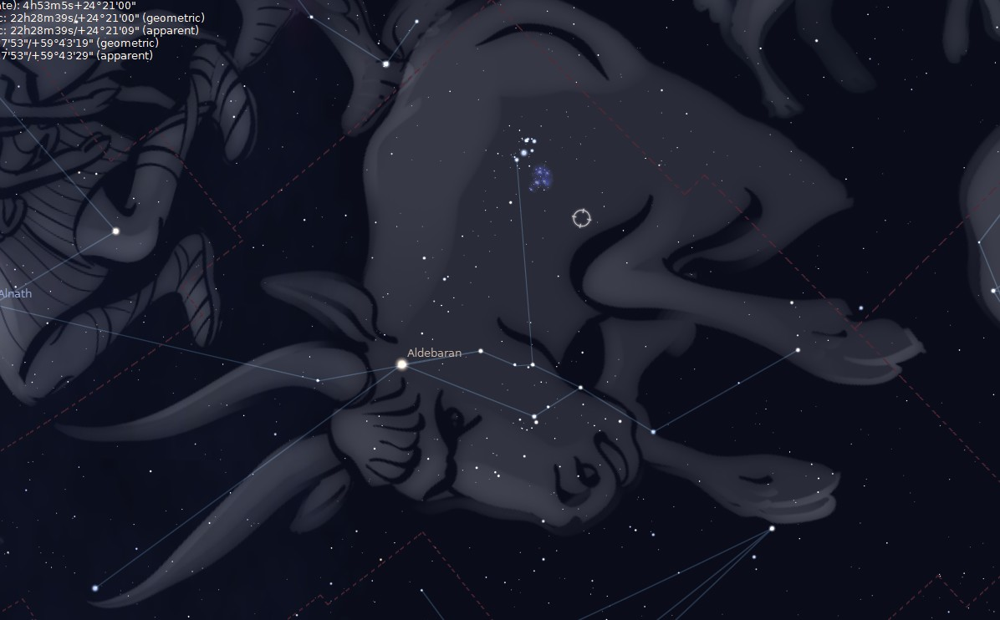 ate): 4h53m5s+24°21'00"
c: 22h28m39s/+24°21'00" (geometric)
c: 22h28m39s/+24°21'09" (apparent)
7'53"/+59°43'19" (geometric)
7'53"/+59°43'29" (apparent)
Alnath
Aldebaran